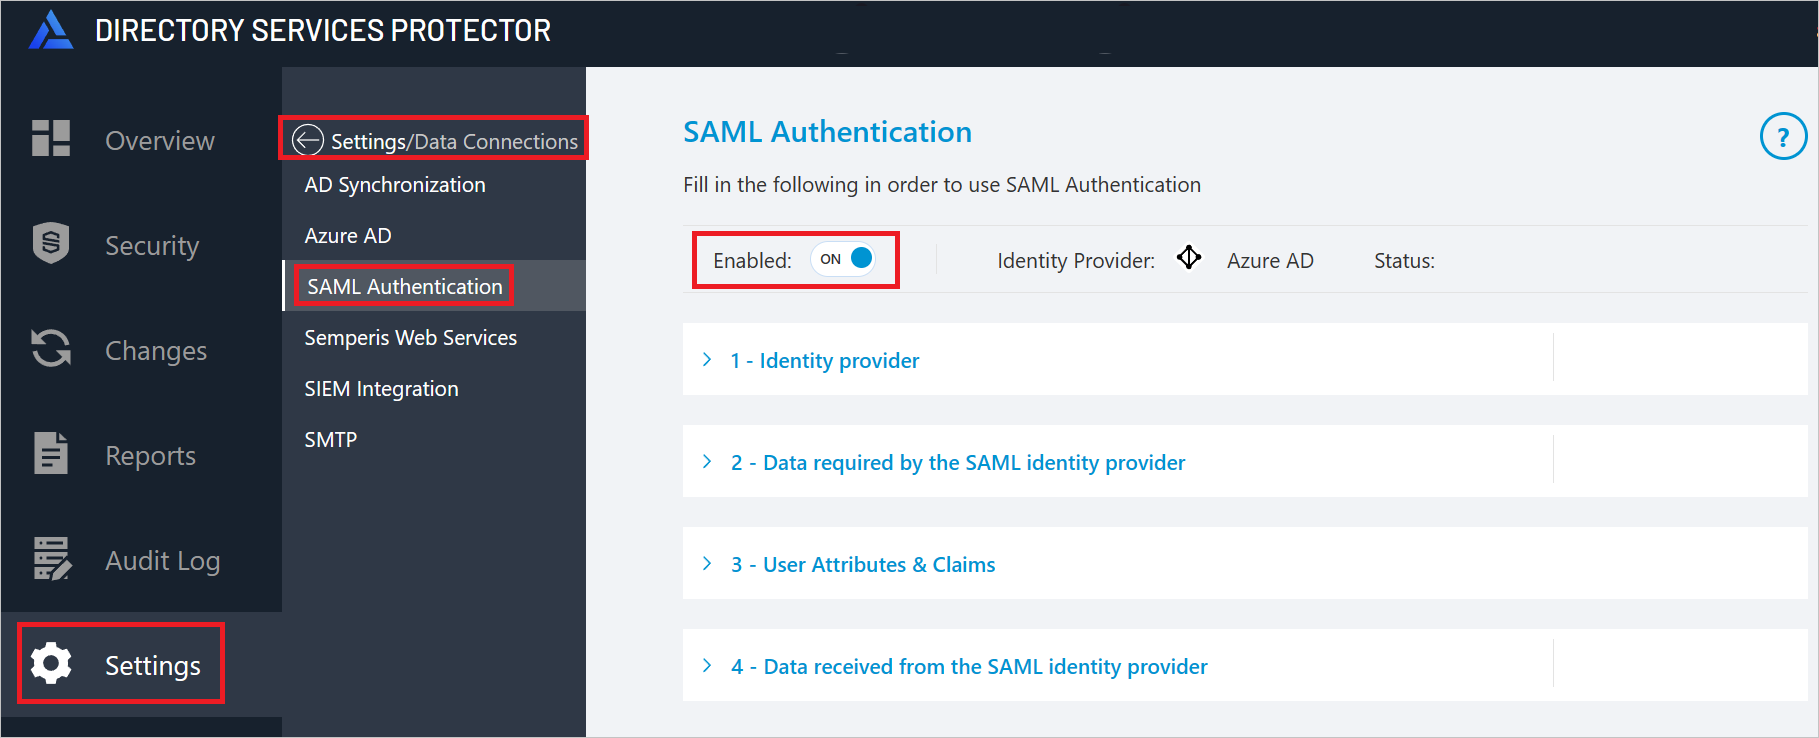 DIRECTORY SERVICES PROTECTOR
Overview
Security
Changes
Reports
Audit Log
Settings
Settings/Data Connections
AD Synchronization
Azure AD
SAML Authentication
Semperis Web Services
SIEM Integration
SMTP
SAML Authentication
?
Fill in the following in order to use SAML Authentication
Enabled: ON Identity Provider: Azure AD Status:
1 - Identity provider
2 - Data required by the SAML identity provider
3 - User Attributes & Claims
4 - Data received from the SAML identity provider